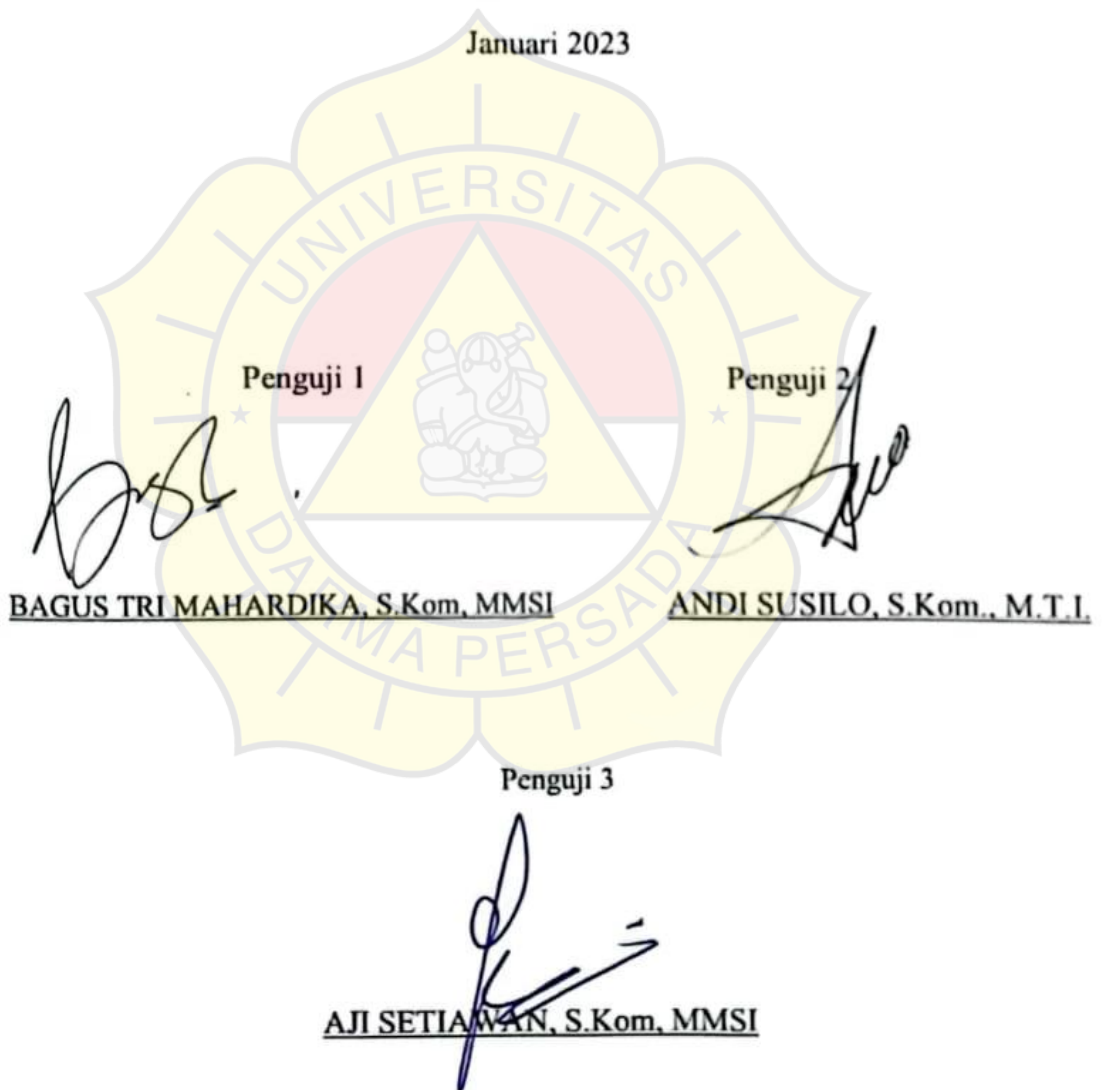 Januari 2023
UNIVERSITAS
Penguji 1 Penguji 2
DARMA PERSADA
BAGUS TRI MAHARDIKA, S.Kom, MMSI ANDI SUSILO, S.Kom., M.T.I.
Penguji 3
AJI SETIAWAN, S.Kom, MMSI